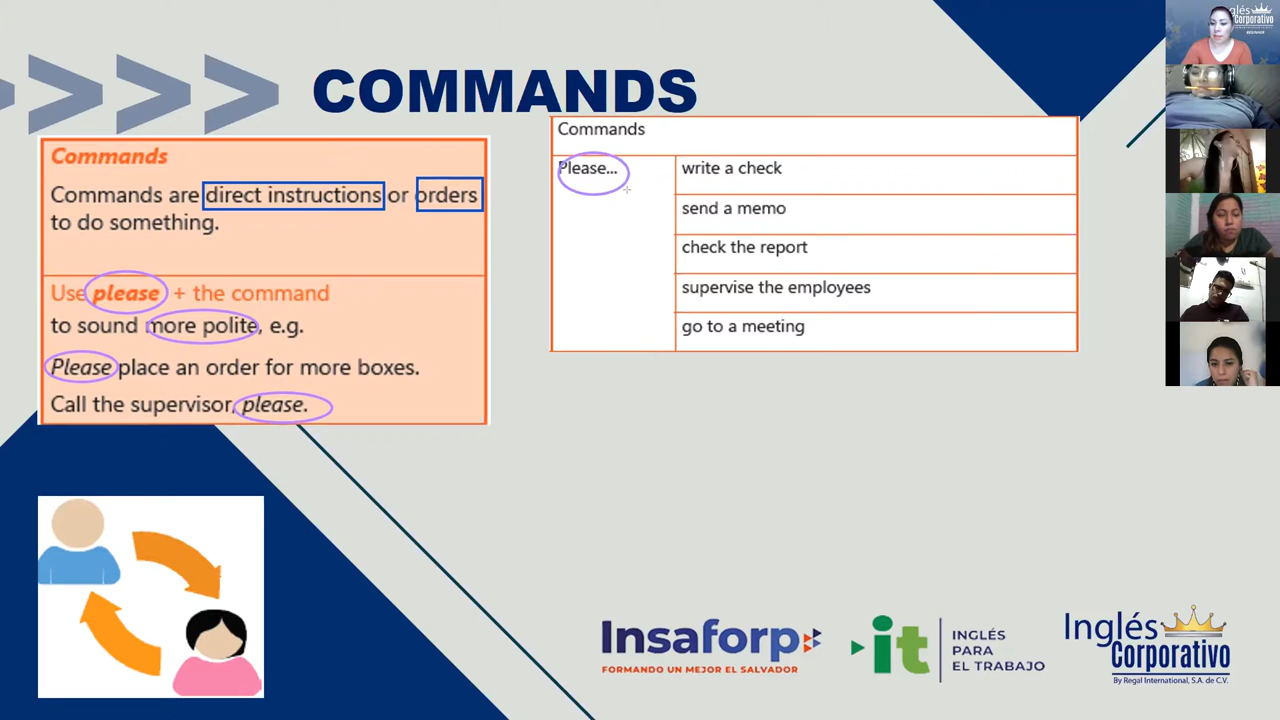 COMMANDS
Commands
Commands are direct instructions or orders
to do something.
Use please + the command
to sound more polite, e.g.
Please place an order for more boxes.
Call the supervisor, please.
Commands
Please...
write a check
send a memo
check the report
supervise the employees
go to a meeting
Insaforp
FORMANDO UN MEJOR EL SALVADOR
it
INGLÉS
PARA
EL TRABAJO
Inglés
Corporativo
By Regal International, S.A. de C.V.
glés
Corporativo